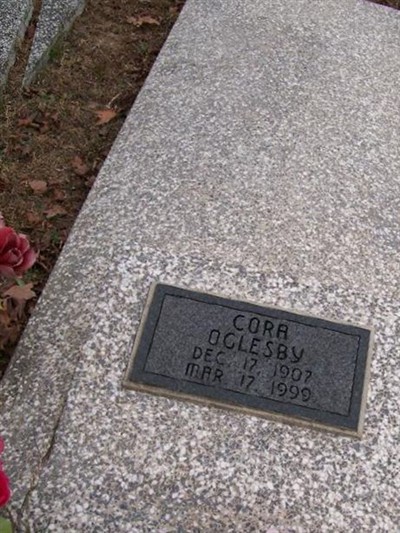 CORA
OGLESBY
DEC 17, 1907
MAR 17, 1999